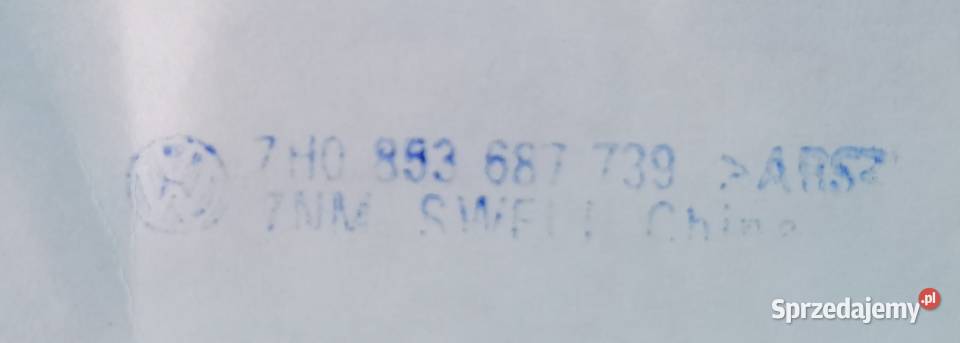 7H0 853 687 739 >ABS<
ZNM SWELL China
Sprzedajemy.pl